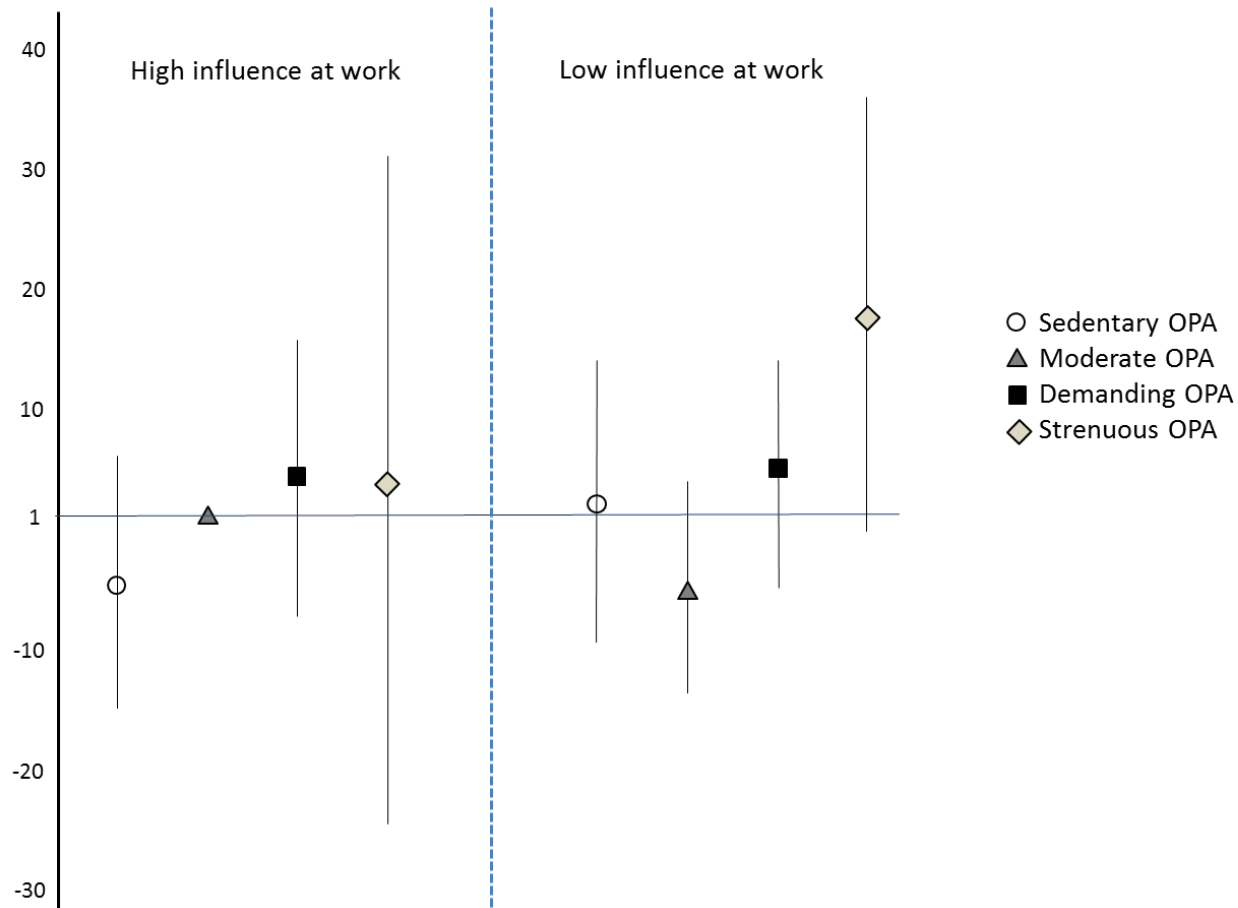 40
High influence at work
Low influence at work
30
20
Sedentary OPA
Moderate OPA
10
Demanding OPA
Strenuous OPA
1
-10
-20
-30